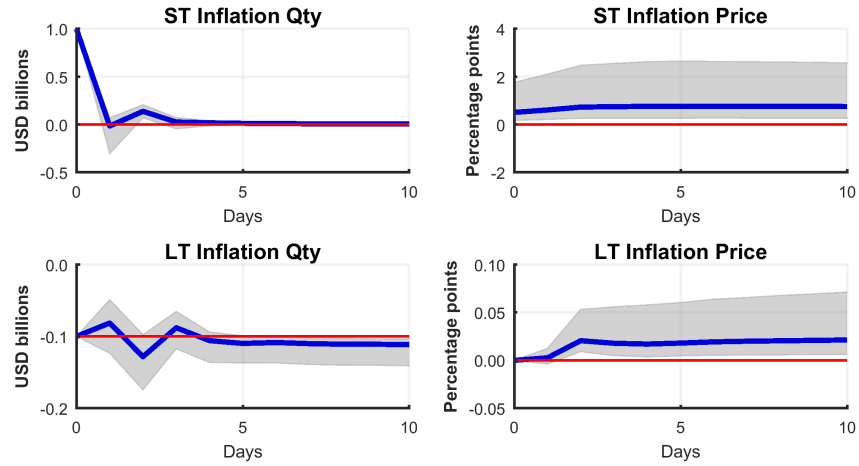 ST Inflation Qty
USD billions
1.0
0.5
0.0
-0.5
0
5
10
Days
ST Inflation Price
Percentage points
4
2
0
-2
0
5
10
Days
LT Inflation Qty
USD billions
0.0
-0.1
-0.2
0
5
10
Days
LT Inflation Price
Percentage points
0.10
0.05
0.00
-0.05
0
5
10
Days